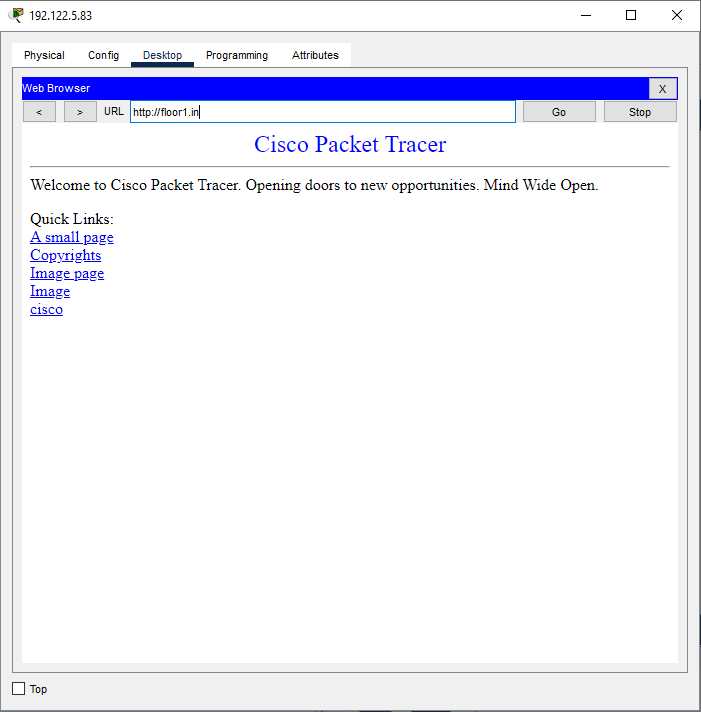 192.122.5.83
Physical Config Desktop Programming Attributes
Web Browser X
< > URL http://floor1.in Go Stop
Cisco Packet Tracer
Welcome to Cisco Packet Tracer. Opening doors to new opportunities. Mind Wide Open.
Quick Links:
A small page
Copyrights
Image page
Image
cisco
Top